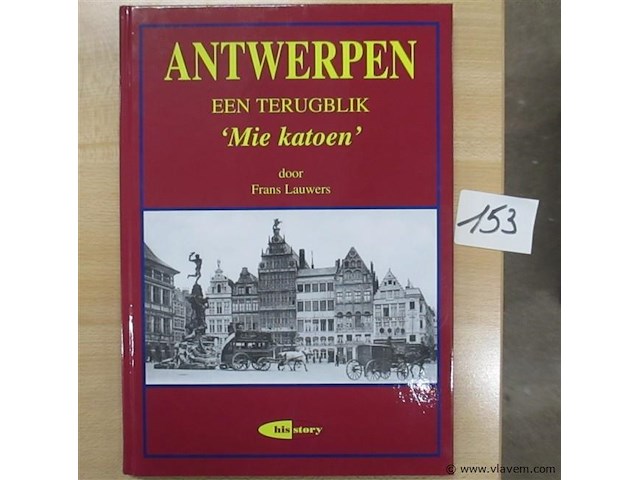 ANTWERPEN
EEN TERUGBLIK
‘Mie katoen’
door
Frans Lauwers
his story
153
© www.vlavem.com